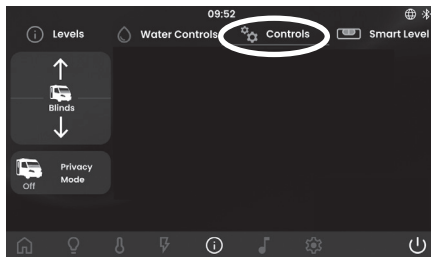 09:52
Levels
Water Controls
Controls
Smart Level
Blinds
Privacy
Mode
Off